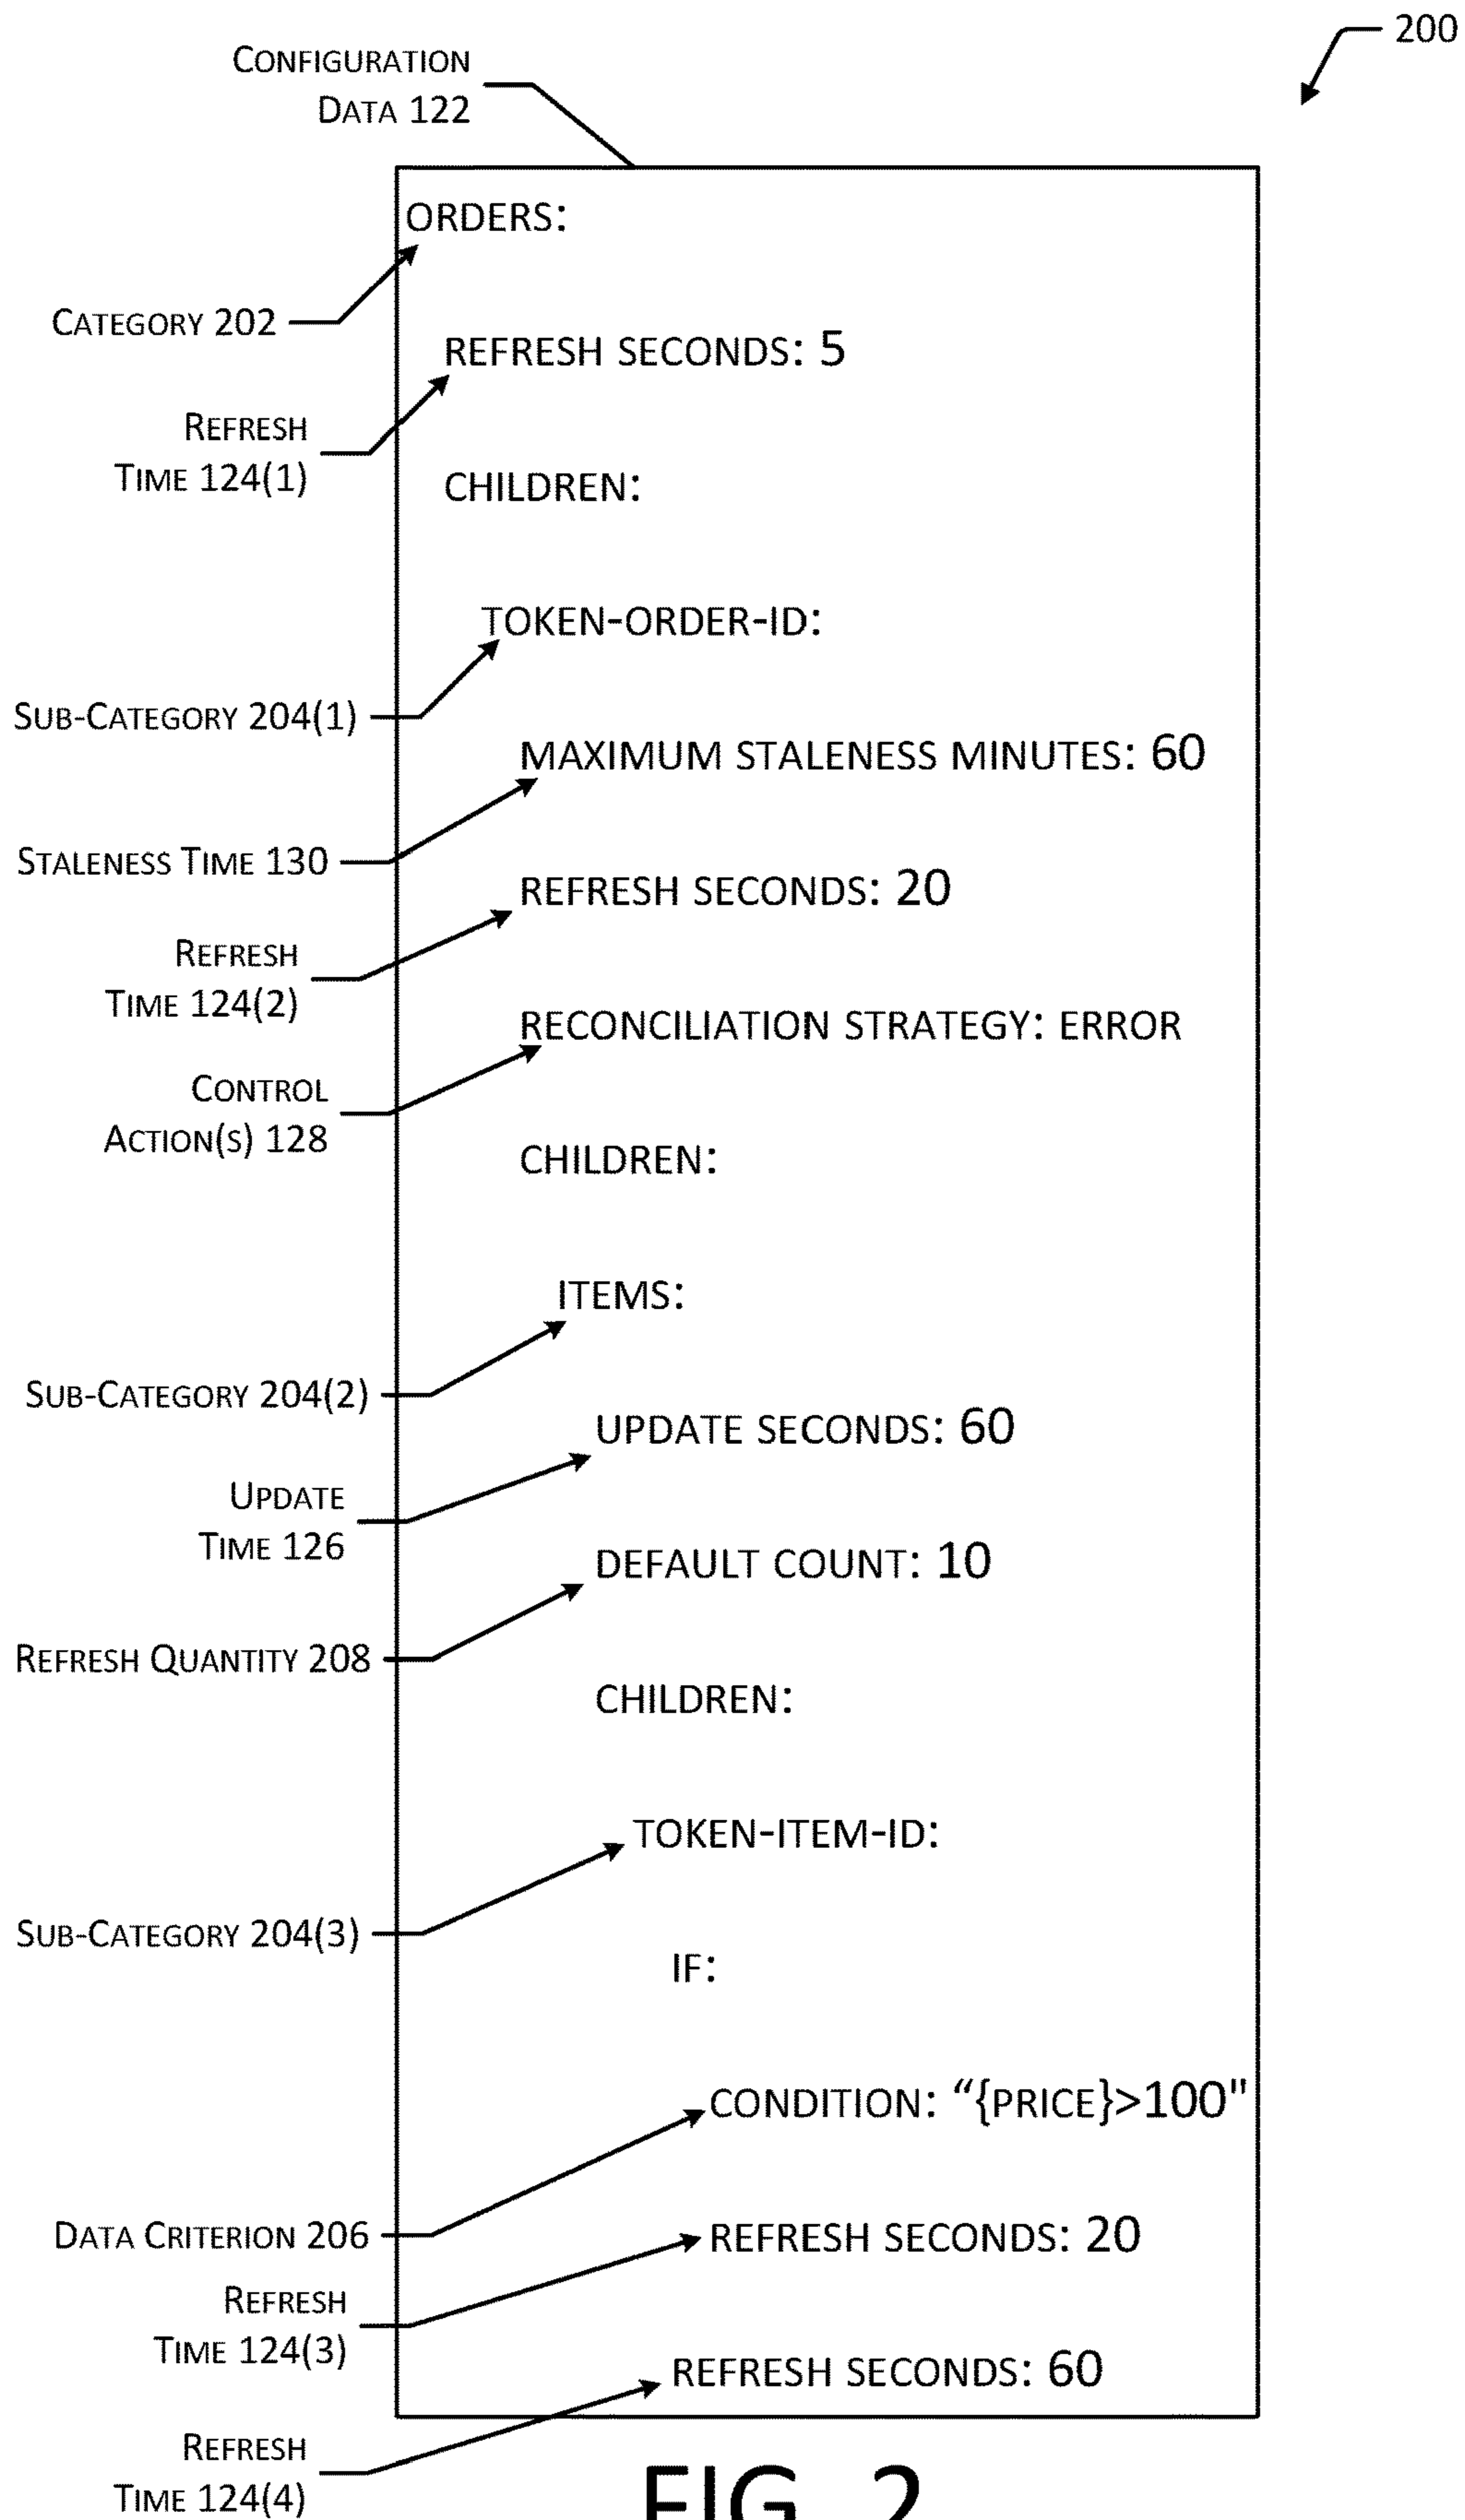 200
CONFIGURATION
DATA 122
ORDERS:
CATEGORY 202
REFRESH SECONDS: 5
REFRESH
TIME 124(1)
CHILDREN:
TOKEN-ORDER-ID:
SUB-CATEGORY 204(1)
MAXIMUM STALENESS MINUTES: 60
STALENESS TIME 130
REFRESH SECONDS: 20
REFRESH
TIME 124(2)
RECONCILIATION STRATEGY: ERROR
CONTROL
ACTION(S) 128
CHILDREN:
ITEMS:
SUB-CATEGORY 204(2)
UPDATE SECONDS: 60
UPDATE
TIME 126
DEFAULT COUNT: 10
REFRESH QUANTITY 208
CHILDREN:
TOKEN-ITEM-ID:
SUB-CATEGORY 204(3)
IF:
CONDITION: “{PRICE}>100"
DATA CRITERION 206
REFRESH SECONDS: 20
REFRESH
TIME 124(3)
REFRESH SECONDS: 60
REFRESH
TIME 124(4)
FIG. 2